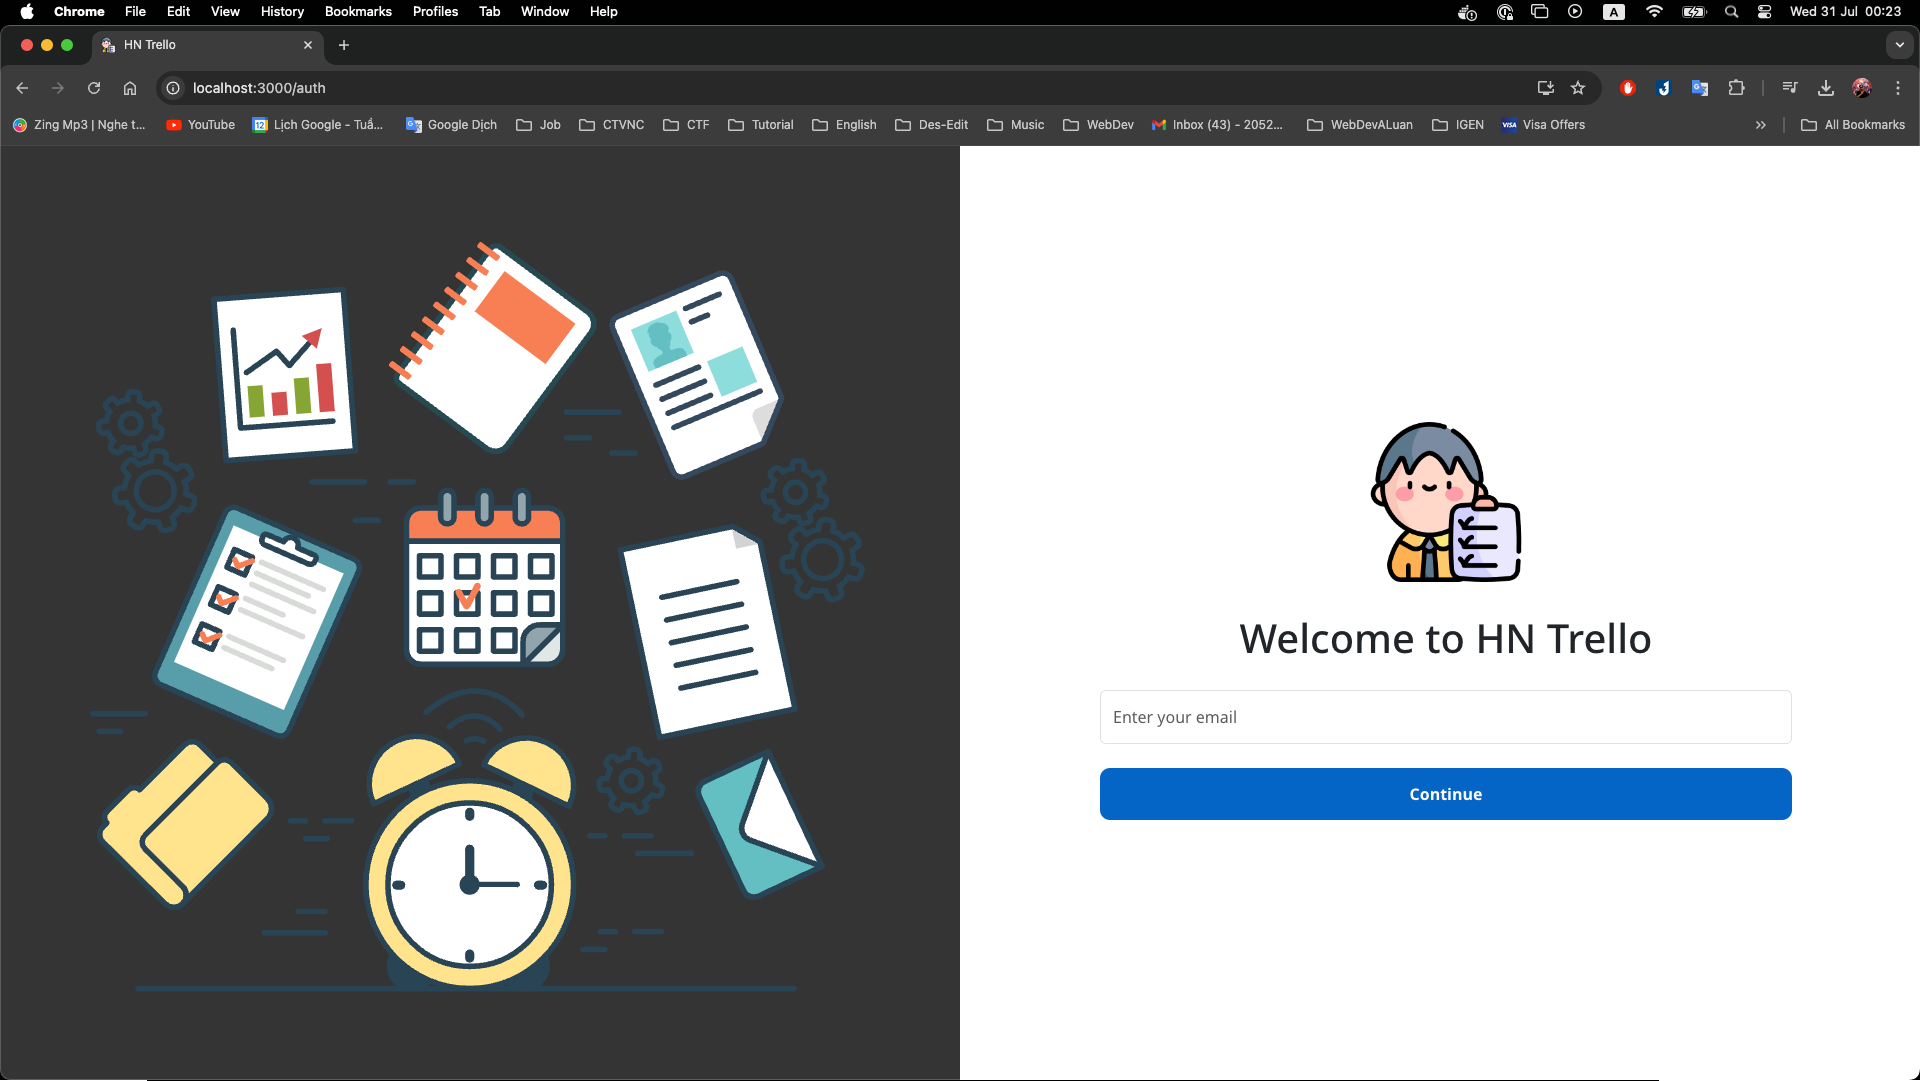 Chrome File Edit View History Bookmarks Profiles Tab Window Help A Wed 31 Jul 00:23
HN Trello
localhost:3000/auth
Zing Mp3 | Nghe t... YouTube 12 Lịch Google - Tuầ... Google Dịch Job CTVNC CTF Tutorial English Des-Edit Music WebDev Inbox (43) - 2052... WebDevALuan IGEN VISA Visa Offers All Bookmarks
Welcome to HN Trello
Enter your email
Continue